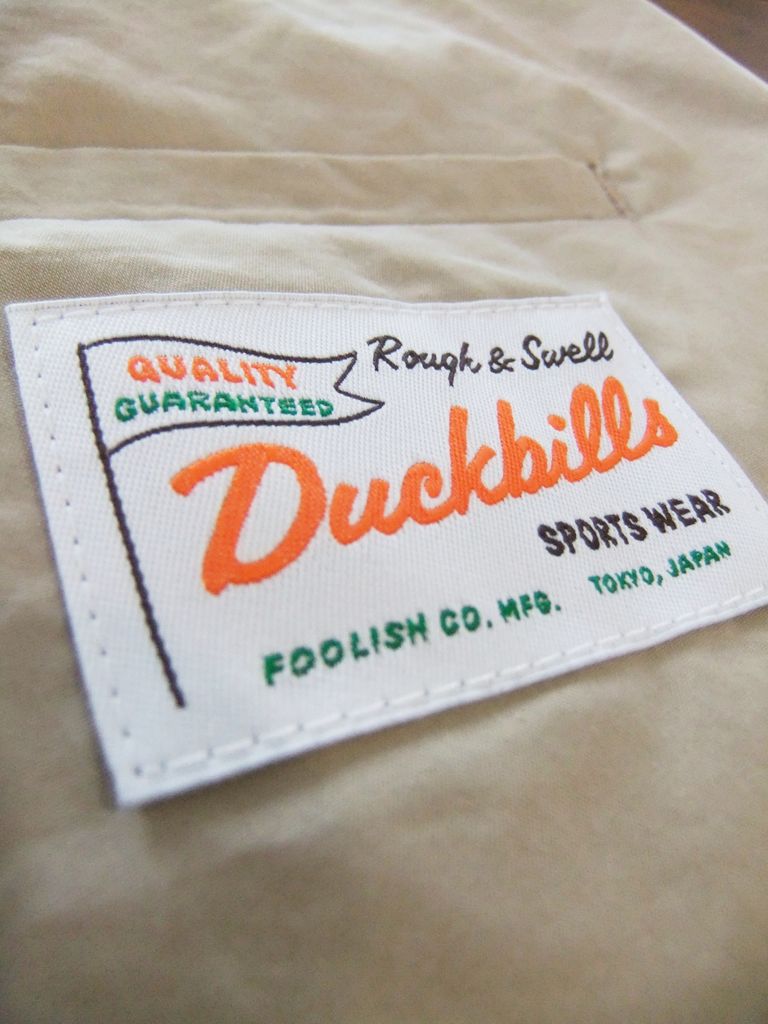 QUALITY
GUARANTEED
Rough & Swell
Duckbills
SPORTS WEAR
FOOLISH CO. MFG. TOKYO, JAPAN